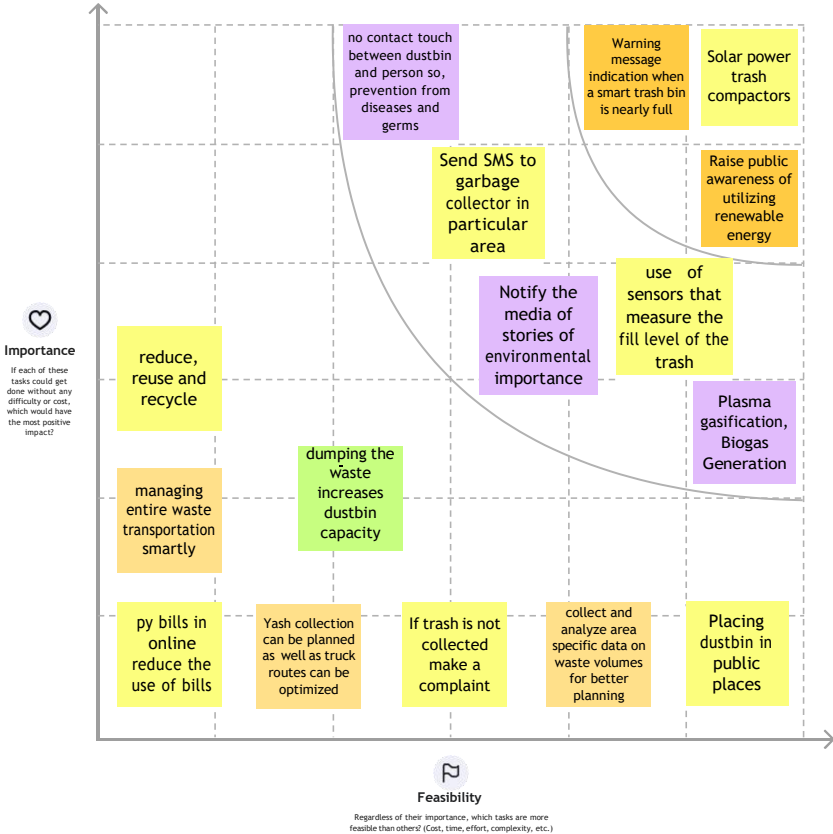 no contact touch
between dustbin
and person so,
prevention from
diseases and
germs
Warning
message
indication when
a smart trash bin
is nearly full
Solar power
trash
compactors
Send SMS to
garbage
collector in
particular
area
Raise public
awareness of
utilizing
renewable
energy
Notify the
media of
stories of
environmental
importance
use of
sensors that
measure the
fill level of the
trash
Importance
If each of these
tasks could get
done without any
difficulty or cost,
which would have
the most positive
impact?
reduce,
reuse and
recycle
Plasma
gasification,
Biogas
Generation
dumping the
waste
increases
dustbin
capacity
managing
entire waste
transportation
smartly
py bills in
online
reduce the
use of bills
Yash collection
can be planned
as well as truck
routes can be
optimized
If trash is not
collected
make a
complaint
collect and
analyze area
specific data on
waste volumes
for better
planning
Placing
dustbin in
public
places
Feasibility
Regardless of their importance, which tasks are more
feasible than others? (Cost, time, effort, complexity, etc.)